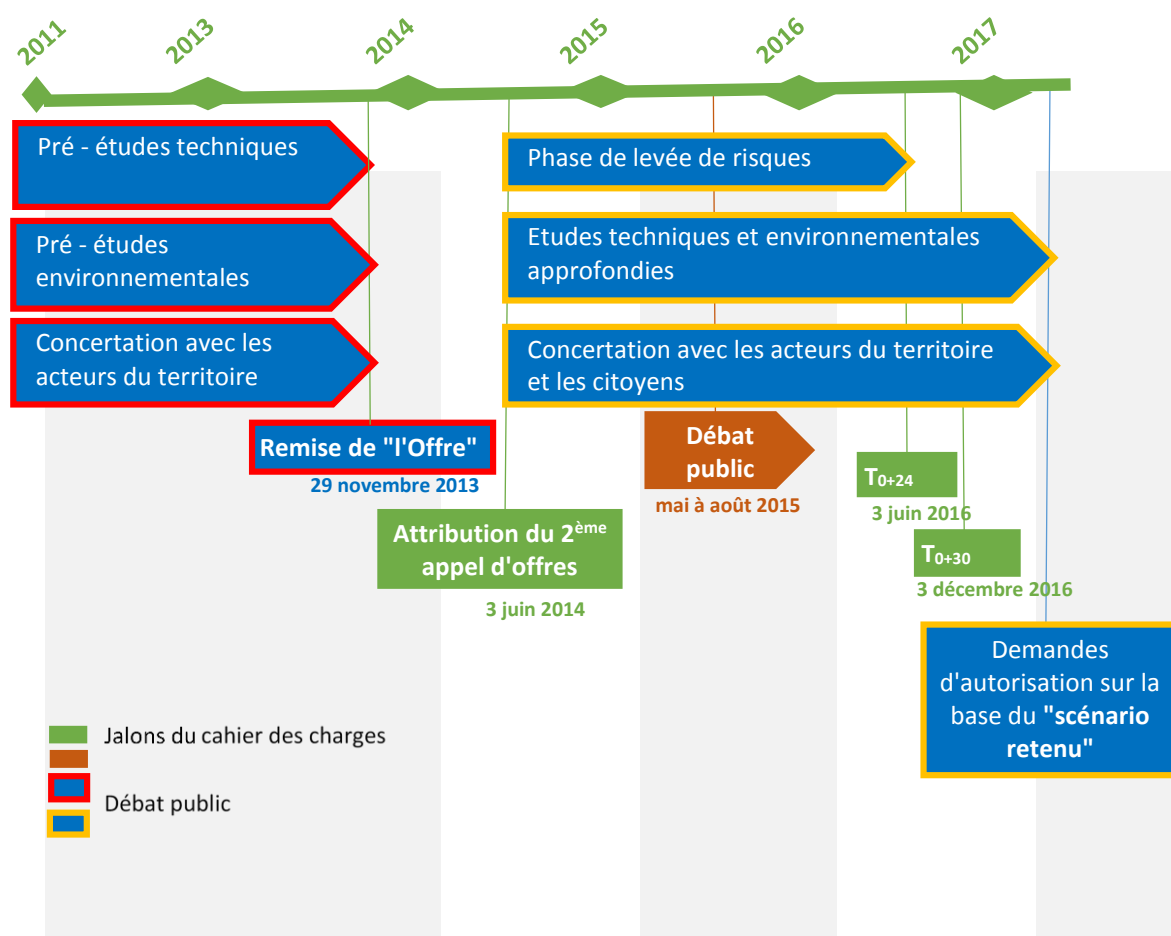 2011
2013
2014
2015
2016
2017
Pré - études techniques
Phase de levée de risques
Pré - études
environnementales
Etudes techniques et environnementales
approfondies
Concertation avec les
acteurs du territoire
Concertation avec les acteurs du territoire
et les citoyens
Remise de "l'Offre"
29 novembre 2013
Débat
public
mai à août 2015
T0+24
3 juin 2016
Attribution du 2ème
appel d'offres
3 juin 2014
T0+30
3 décembre 2016
Demandes
d'autorisation sur la
base du "scénario
retenu"
Jalons du cahier des charges
Débat public